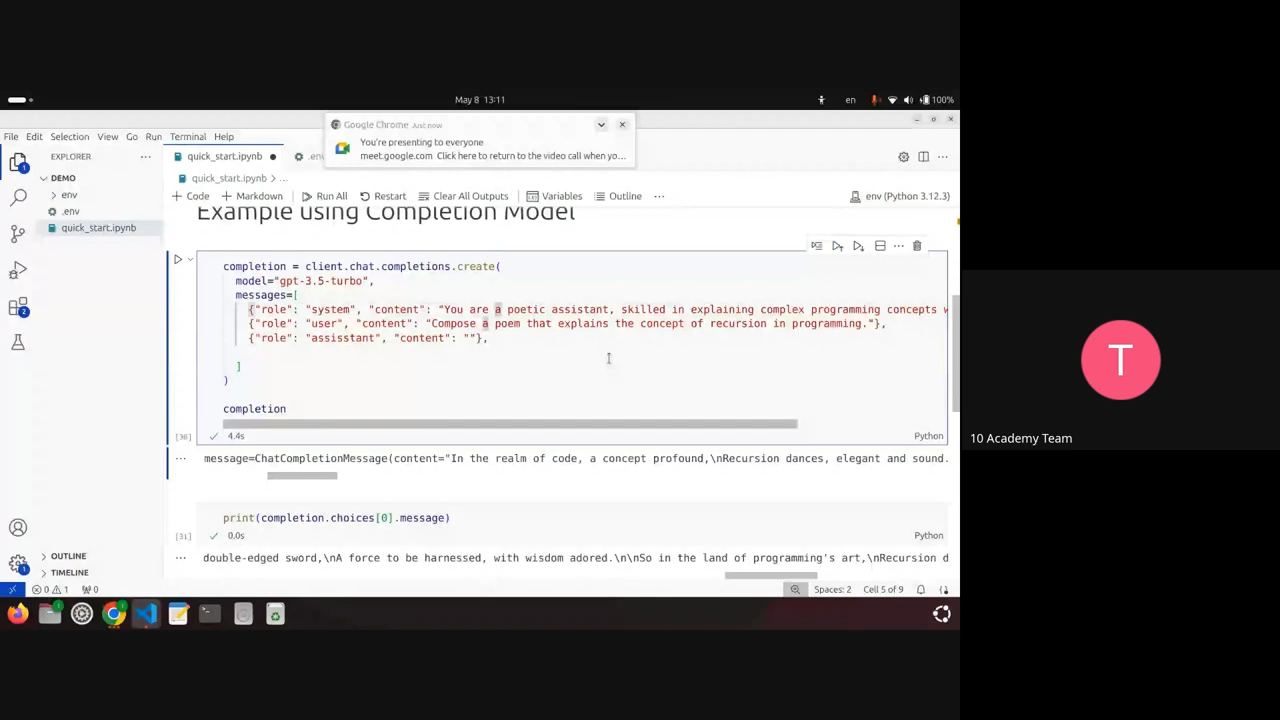 May 8 13:11
en
100%
Google Chrome Just now
You're presenting to everyone
meet.google.com Click here to return to the video call when yo...
File Edit Selection View Go Run Terminal Help
EXPLORER
quick_start.ipynb
.en
DEMO
env
.env
quick_start.ipynb
quick_start.ipynb > ...
+ Code + Markdown Run All Restart Clear All Outputs Variables Outline ...
env (Python 3.12.3)
Example using Completion Model
completion = client.chat.completions.create(
model="gpt-3.5-turbo",
messages=[
{"role": "system", "content": "You are a poetic assistant, skilled in explaining complex programming concepts w
{"role": "user", "content": "Compose a poem that explains the concept of recursion in programming."},
{"role": "assisstant", "content": ""},
]
)
completion
[30] 4.4s Python
message=ChatCompletionMessage(content="In the realm of code, a concept profound,\nRecursion dances, elegant and sound.
print(completion.choices[0].message)
[31] 0.0s Python
double-edged sword,\nA force to be harnessed, with wisdom adored.\n\nSo in the land of programming's art,\nRecursion d
OUTLINE
TIMELINE
0 1 0
Spaces: 2 Cell 5 of 9
T
10 Academy Team